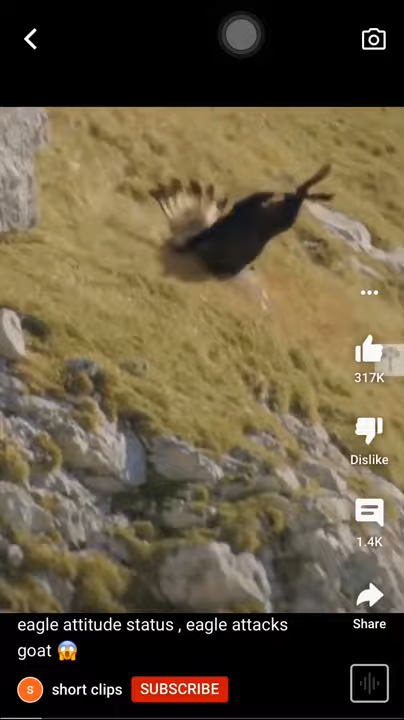 317K
Dislike
1.4K
Share
eagle attitude status , eagle attacks
goat 😱
S short clips SUBSCRIBE